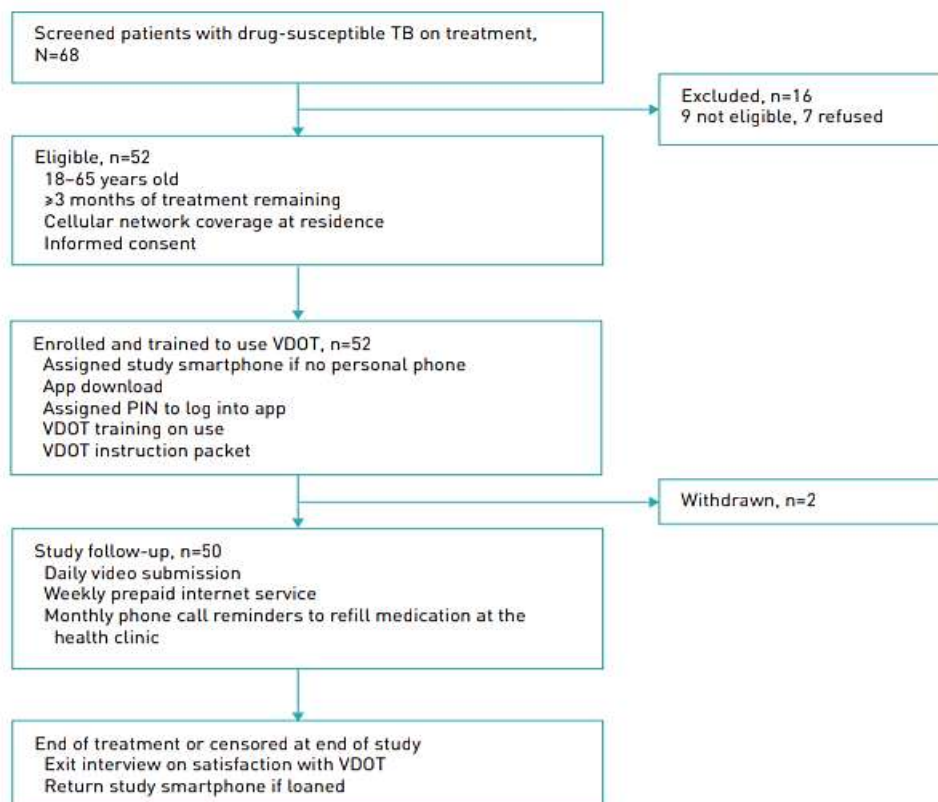 Screened patients with drug-susceptible TB on treatment,
N=68
Excluded, n=16
9 not eligible, 7 refused
Eligible, n=52
18–65 years old
⩾3 months of treatment remaining
Cellular network coverage at residence
Informed consent
Enrolled and trained to use VDOT, n=52
Assigned study smartphone if no personal phone
App download
Assigned PIN to log into app
VDOT training on use
VDOT instruction packet
Withdrawn, n=2
Study follow-up, n=50
Daily video submission
Weekly prepaid internet service
Monthly phone call reminders to refill medication at the
health clinic
End of treatment or censored at end of study
Exit interview on satisfaction with VDOT
Return study smartphone if loaned